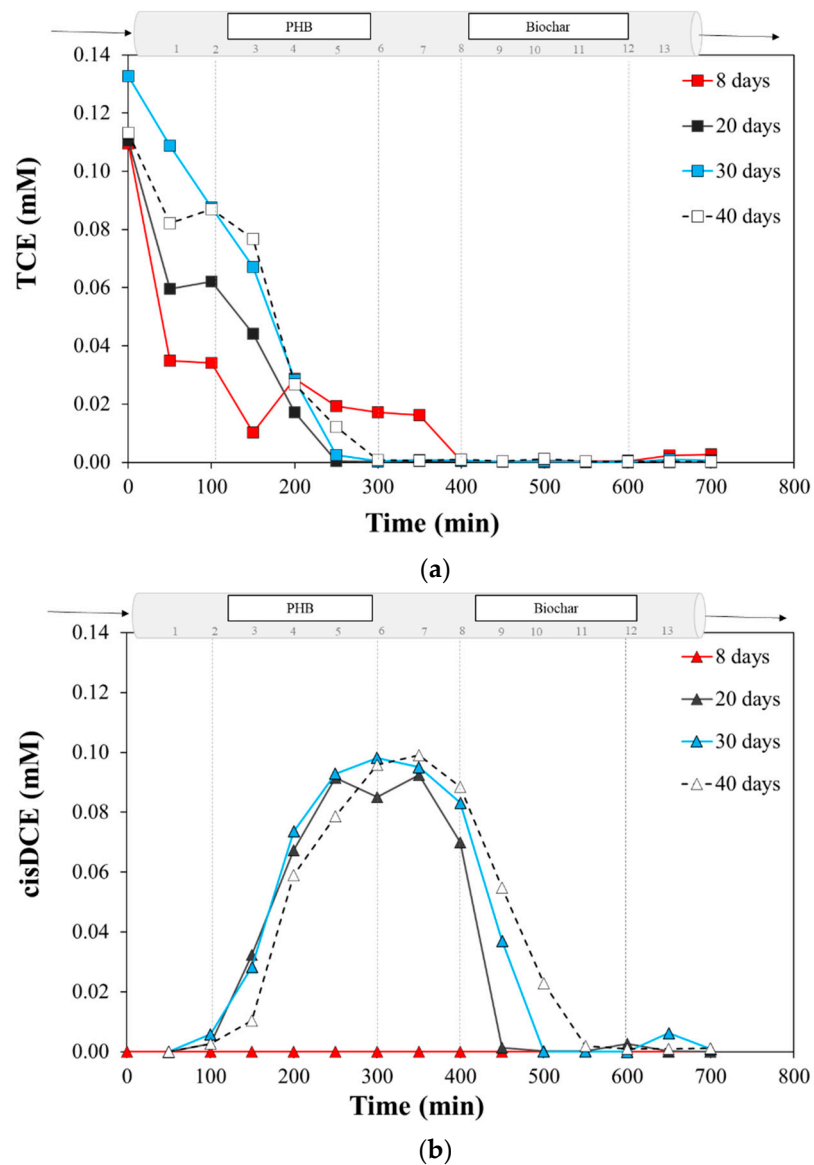 PHB Biochar
1 2 3 4 5 6 7 8 9 10 11 12 13
0.14
0.12
0.10
0.08
0.06
0.04
0.02
0.00
TCE (mM)
8 days
20 days
30 days
40 days
0 100 200 300 400 500 600 700 800
Time (min)
(a)
PHB Biochar
1 2 3 4 5 6 7 8 9 10 11 12 13
0.14
0.12
0.10
0.08
0.06
0.04
0.02
0.00
cisDCE (mM)
8 days
20 days
30 days
40 days
0 100 200 300 400 500 600 700 800
Time (min)
(b)